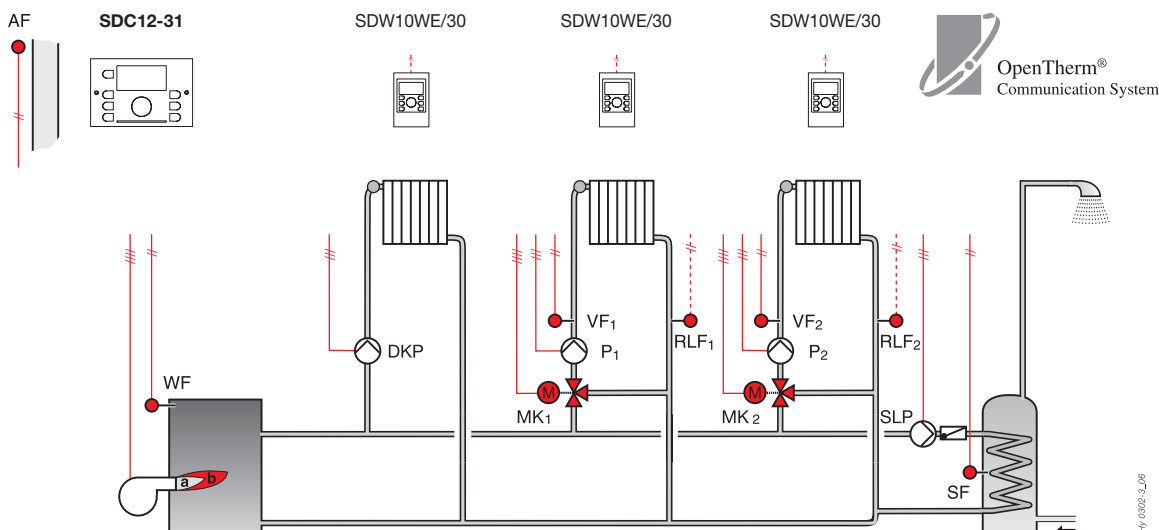 AF
SDC12-31
SDW10WE/30
SDW10WE/30
SDW10WE/30
OpenTherm®
Communication System
VF1
VF2
DKP
P1
RLF1
P2
RLF2
WF
M
M
MK1
MK2
SLP
a
b
SF
Hy 0302-3_06